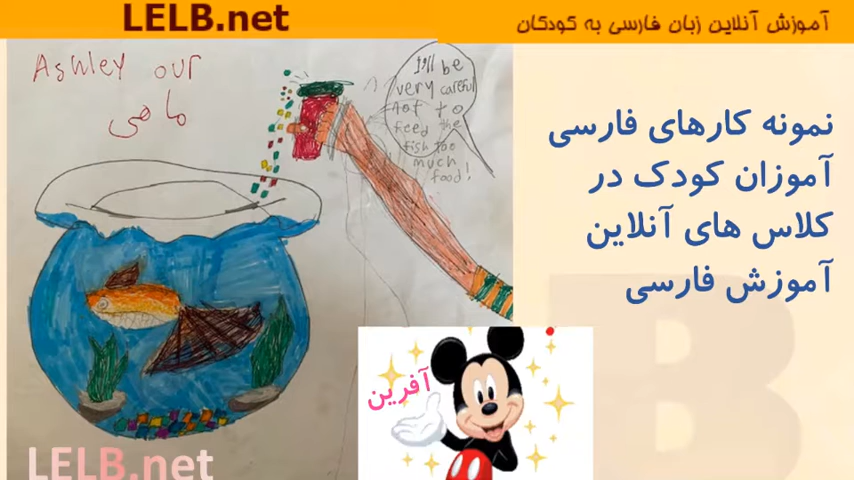 LELB.net
آموزش آنلاین زبان فارسی به کودکان
Ashley our
ماهی
I'll be
very careful
not to
feed the
fish too
much
food!
نمونه کارهای فارسی
آموزان کودک در
کلاس های آنلاین
آموزش فارسی
آفرین
LELB.net
B